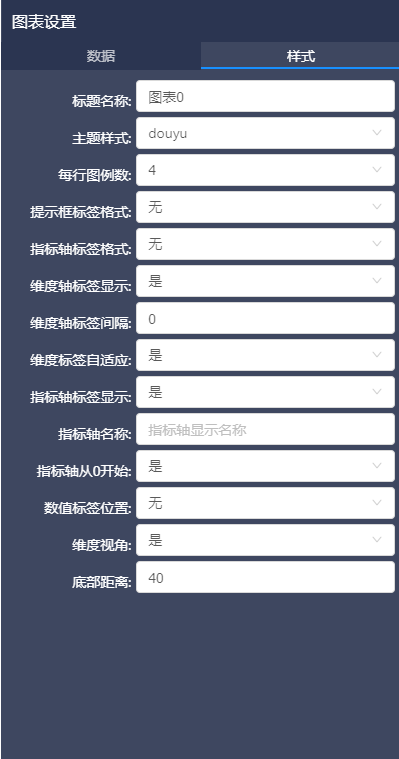 图表设置
数据 样式
标题名称: 图表0
主题样式: douyu
每行图例数: 4
提示框标签格式: 无
指标轴标签格式: 无
维度轴标签显示: 是
维度轴标签间隔: 0
维度标签自适应: 是
指标轴标签显示: 是
指标轴名称: 指标轴显示名称
指标轴从0开始: 是
数值标签位置: 无
维度视角: 是
底部距离: 40